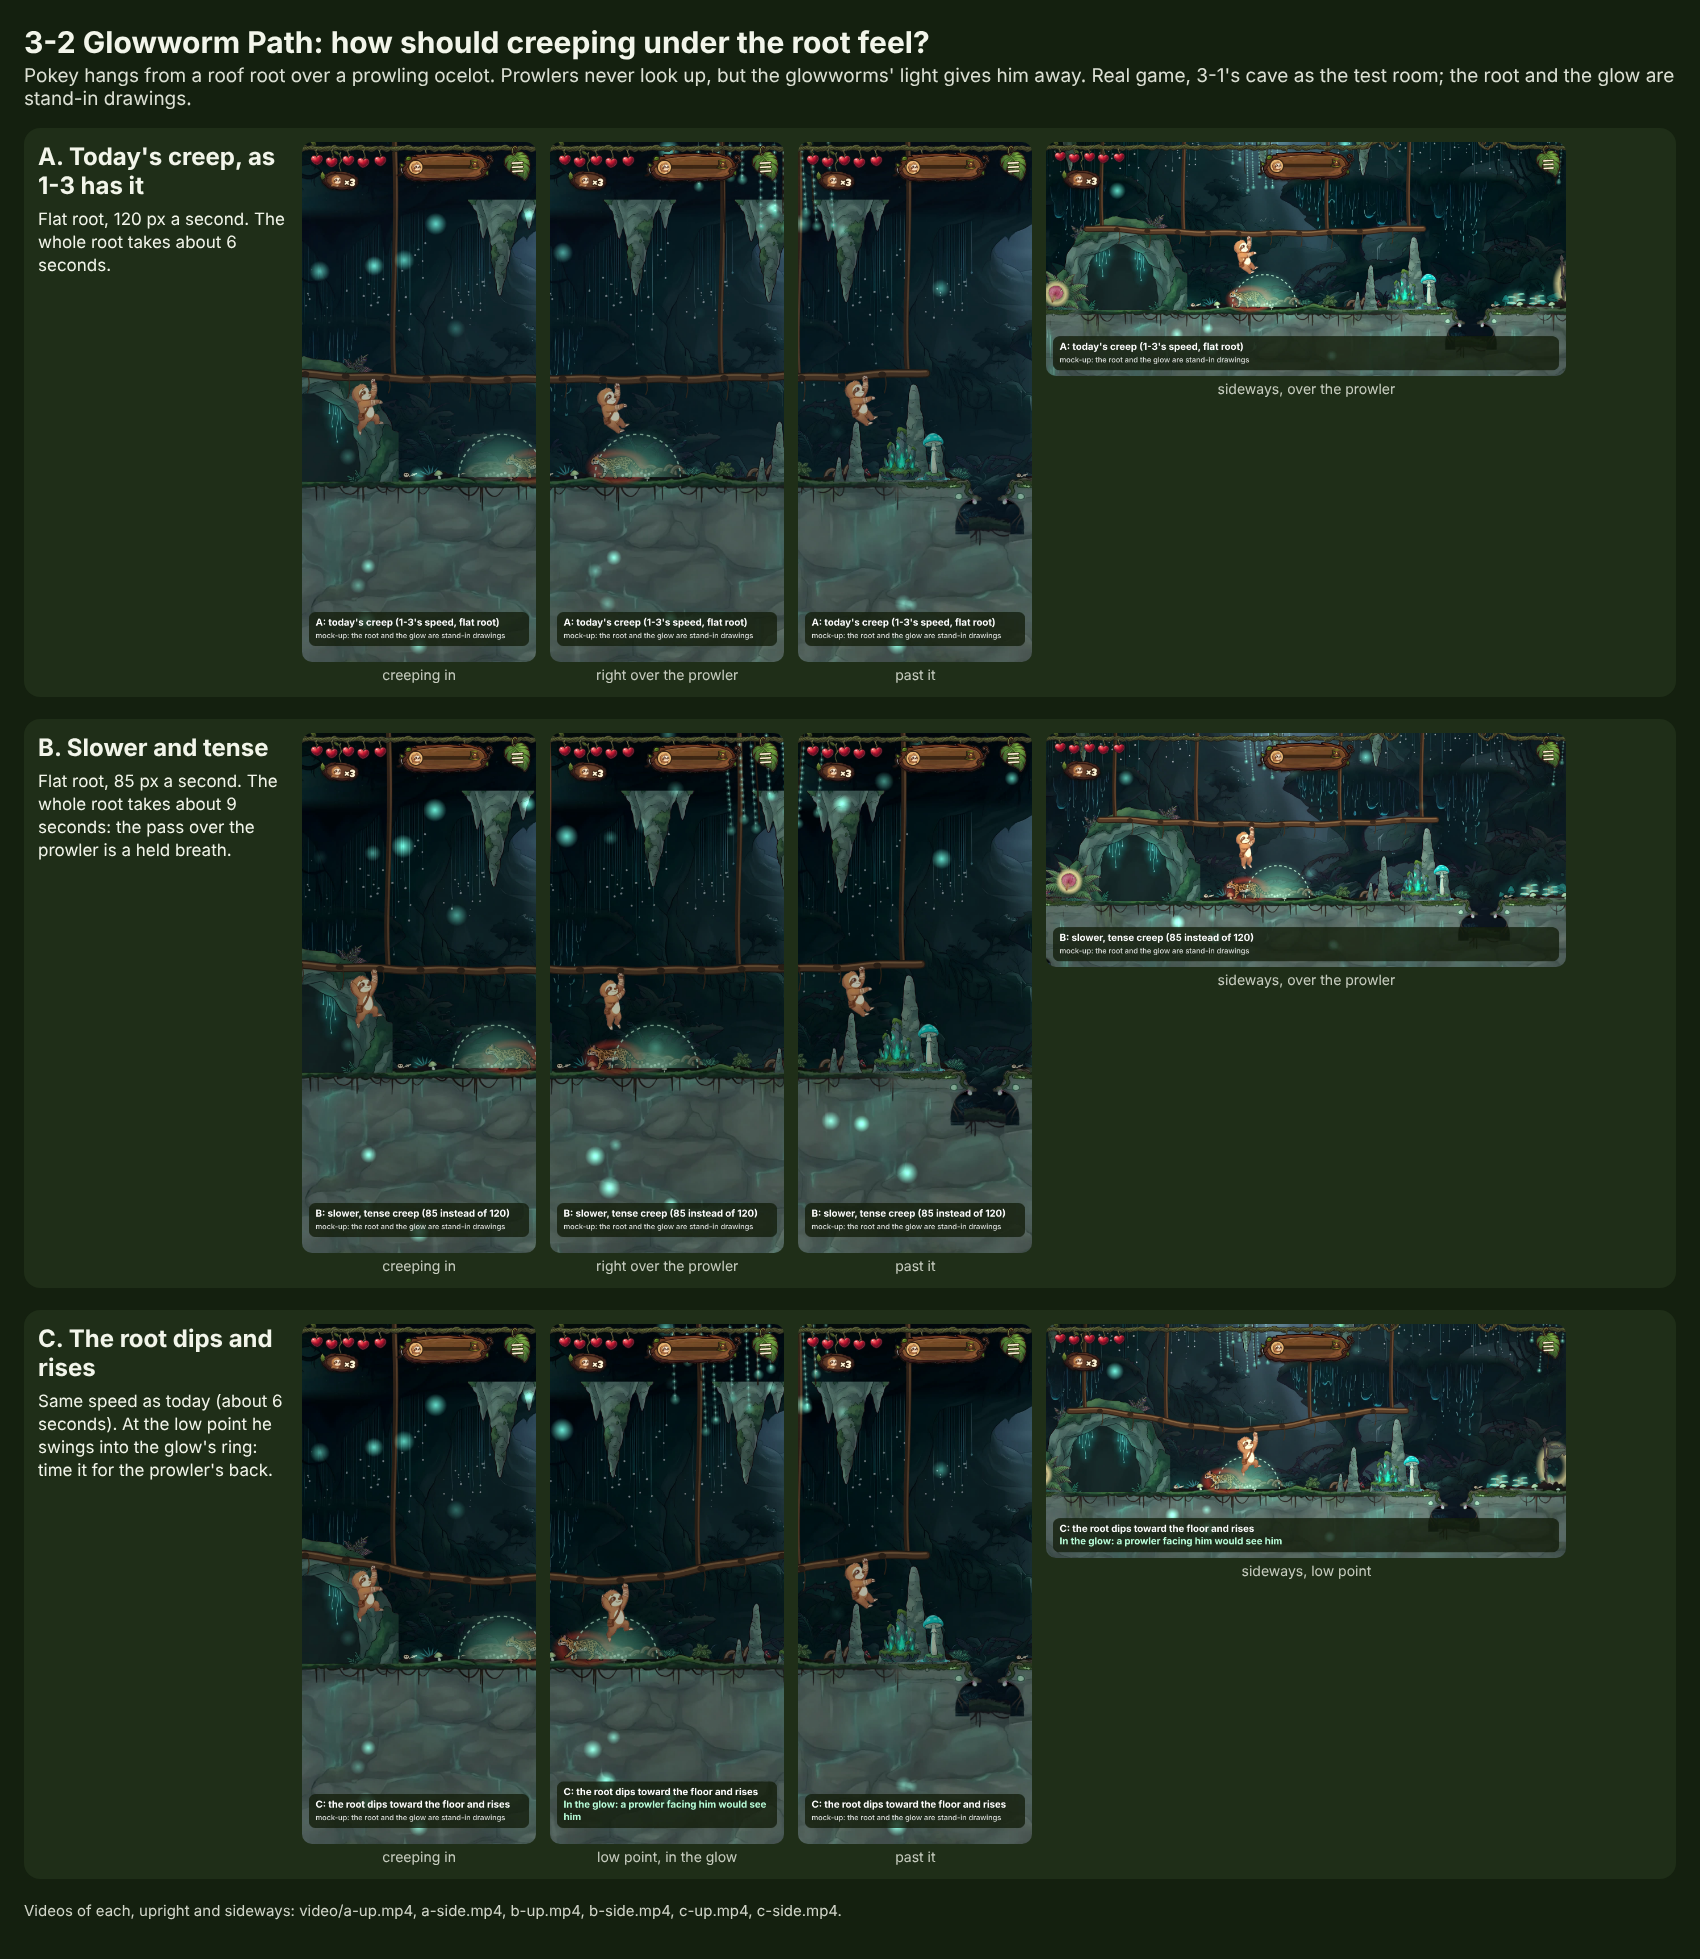 3-2 Glowworm Path: how should creeping under the root feel?
Pokey hangs from a roof root over a prowling ocelot. Prowlers never look up, but the glowworms' light gives him away. Real game, 3-1's cave as the test room; the root and the glow are
stand-in drawings.
A. Today's creep, as
1-3 has it
Flat root, 120 px a second. The
whole root takes about 6
seconds.
×3
×3
×3
×3
A: today's creep (1-3's speed, flat root)
mock-up: the root and the glow are stand-in drawings
sideways, over the prowler
A: today's creep (1-3's speed, flat root)
mock-up: the root and the glow are stand-in drawings
A: today's creep (1-3's speed, flat root)
mock-up: the root and the glow are stand-in drawings
A: today's creep (1-3's speed, flat root)
mock-up: the root and the glow are stand-in drawings
creeping in
right over the prowler
past it
B. Slower and tense
Flat root, 85 px a second. The
whole root takes about 9
seconds: the pass over the
prowler is a held breath.
×3
×3
×3
×3
B: slower, tense creep (85 instead of 120)
mock-up: the root and the glow are stand-in drawings
sideways, over the prowler
B: slower, tense creep (85 instead of 120)
mock-up: the root and the glow are stand-in drawings
B: slower, tense creep (85 instead of 120)
mock-up: the root and the glow are stand-in drawings
B: slower, tense creep (85 instead of 120)
mock-up: the root and the glow are stand-in drawings
creeping in
right over the prowler
past it
C. The root dips and
rises
Same speed as today (about 6
seconds). At the low point he
swings into the glow's ring:
time it for the prowler's back.
×3
×3
×3
×3
C: the root dips toward the floor and rises
In the glow: a prowler facing him would see him
sideways, low point
C: the root dips toward the floor and rises
mock-up: the root and the glow are stand-in drawings
C: the root dips toward the floor and rises
In the glow: a prowler facing him would see
him
C: the root dips toward the floor and rises
mock-up: the root and the glow are stand-in drawings
creeping in
low point, in the glow
past it
Videos of each, upright and sideways: video/a-up.mp4, a-side.mp4, b-up.mp4, b-side.mp4, c-up.mp4, c-side.mp4.